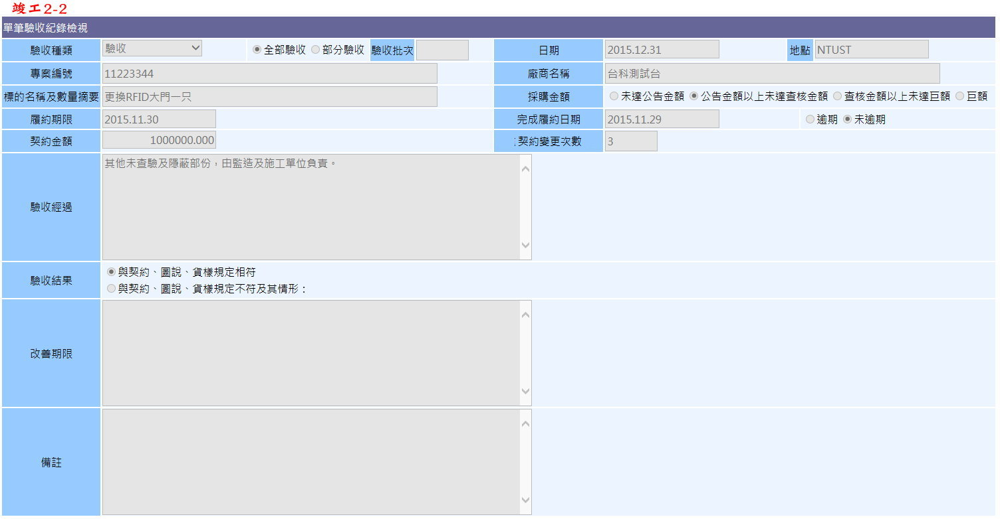 竣工2-2
單筆驗收紀錄檢視
驗收種類 驗收 全部驗收 部分驗收 驗收批次 日期 2015.12.31 地點 NTUST
專案編號 11223344 廠商名稱 台科測試台
標的名稱及數量摘要 更換RFID大門一只 採購金額 未達公告金額 公告金額以上未達查核金額 查核金額以上未達巨額 巨額
履約期限 2015.11.30 完成履約日期 2015.11.29 逾期 未逾期
契約金額 1000000.000 契約變更次數 3
其他未查驗及隱蔽部份，由監造及施工單位負責。
驗收經過
驗收結果 與契約、圖說、貨樣規定相符
與契約、圖說、貨樣規定不符及其情形：
改善期限
備註